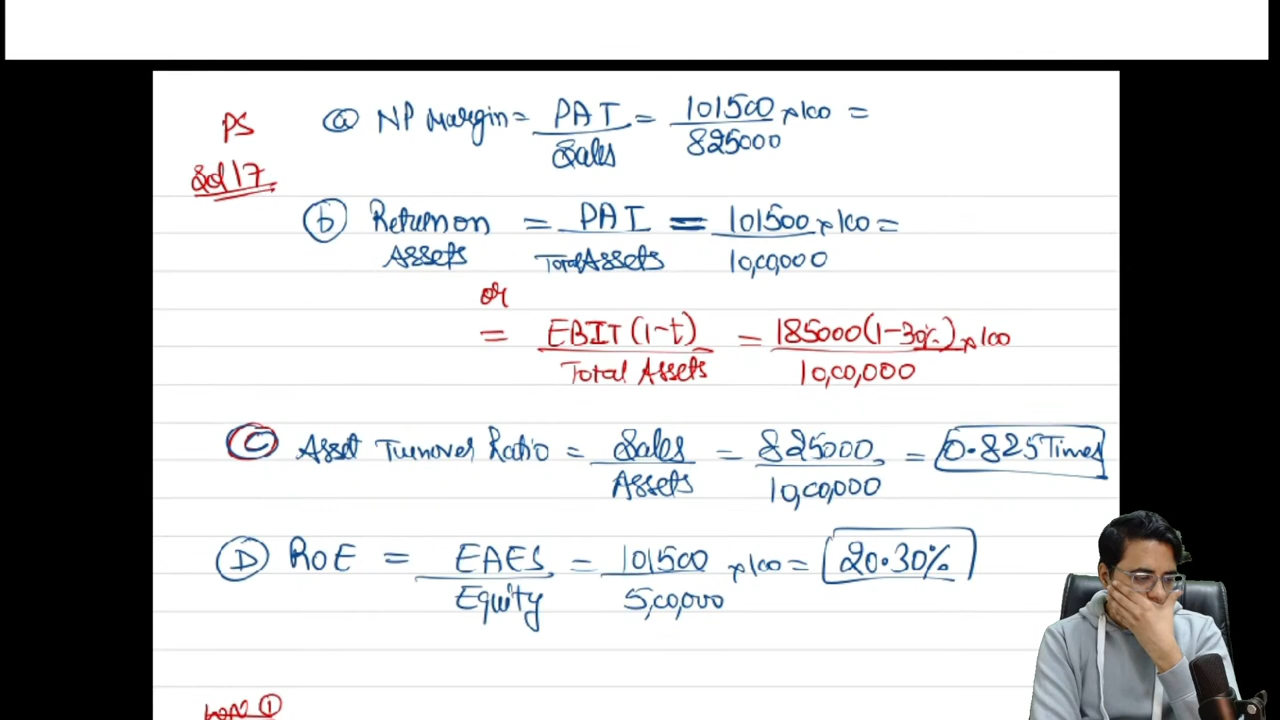 PS
Sol 17
(a) NP Margin = PAT / Sales = 101500 / 825000 × 100 =
(b) Return on Assets = PAT / Total Assets = 101500 / 10,00,000 × 100 =
or
= EBIT (1-t) / Total Assets = 185000 (1-30%) / 10,00,000 × 100
(C) Asset Turnover Ratio = Sales / Assets = 825000 / 10,00,000 = 0.825 Times
(D) ROE = EAES / Equity = 101500 / 5,00,000 × 100 = 20.30%